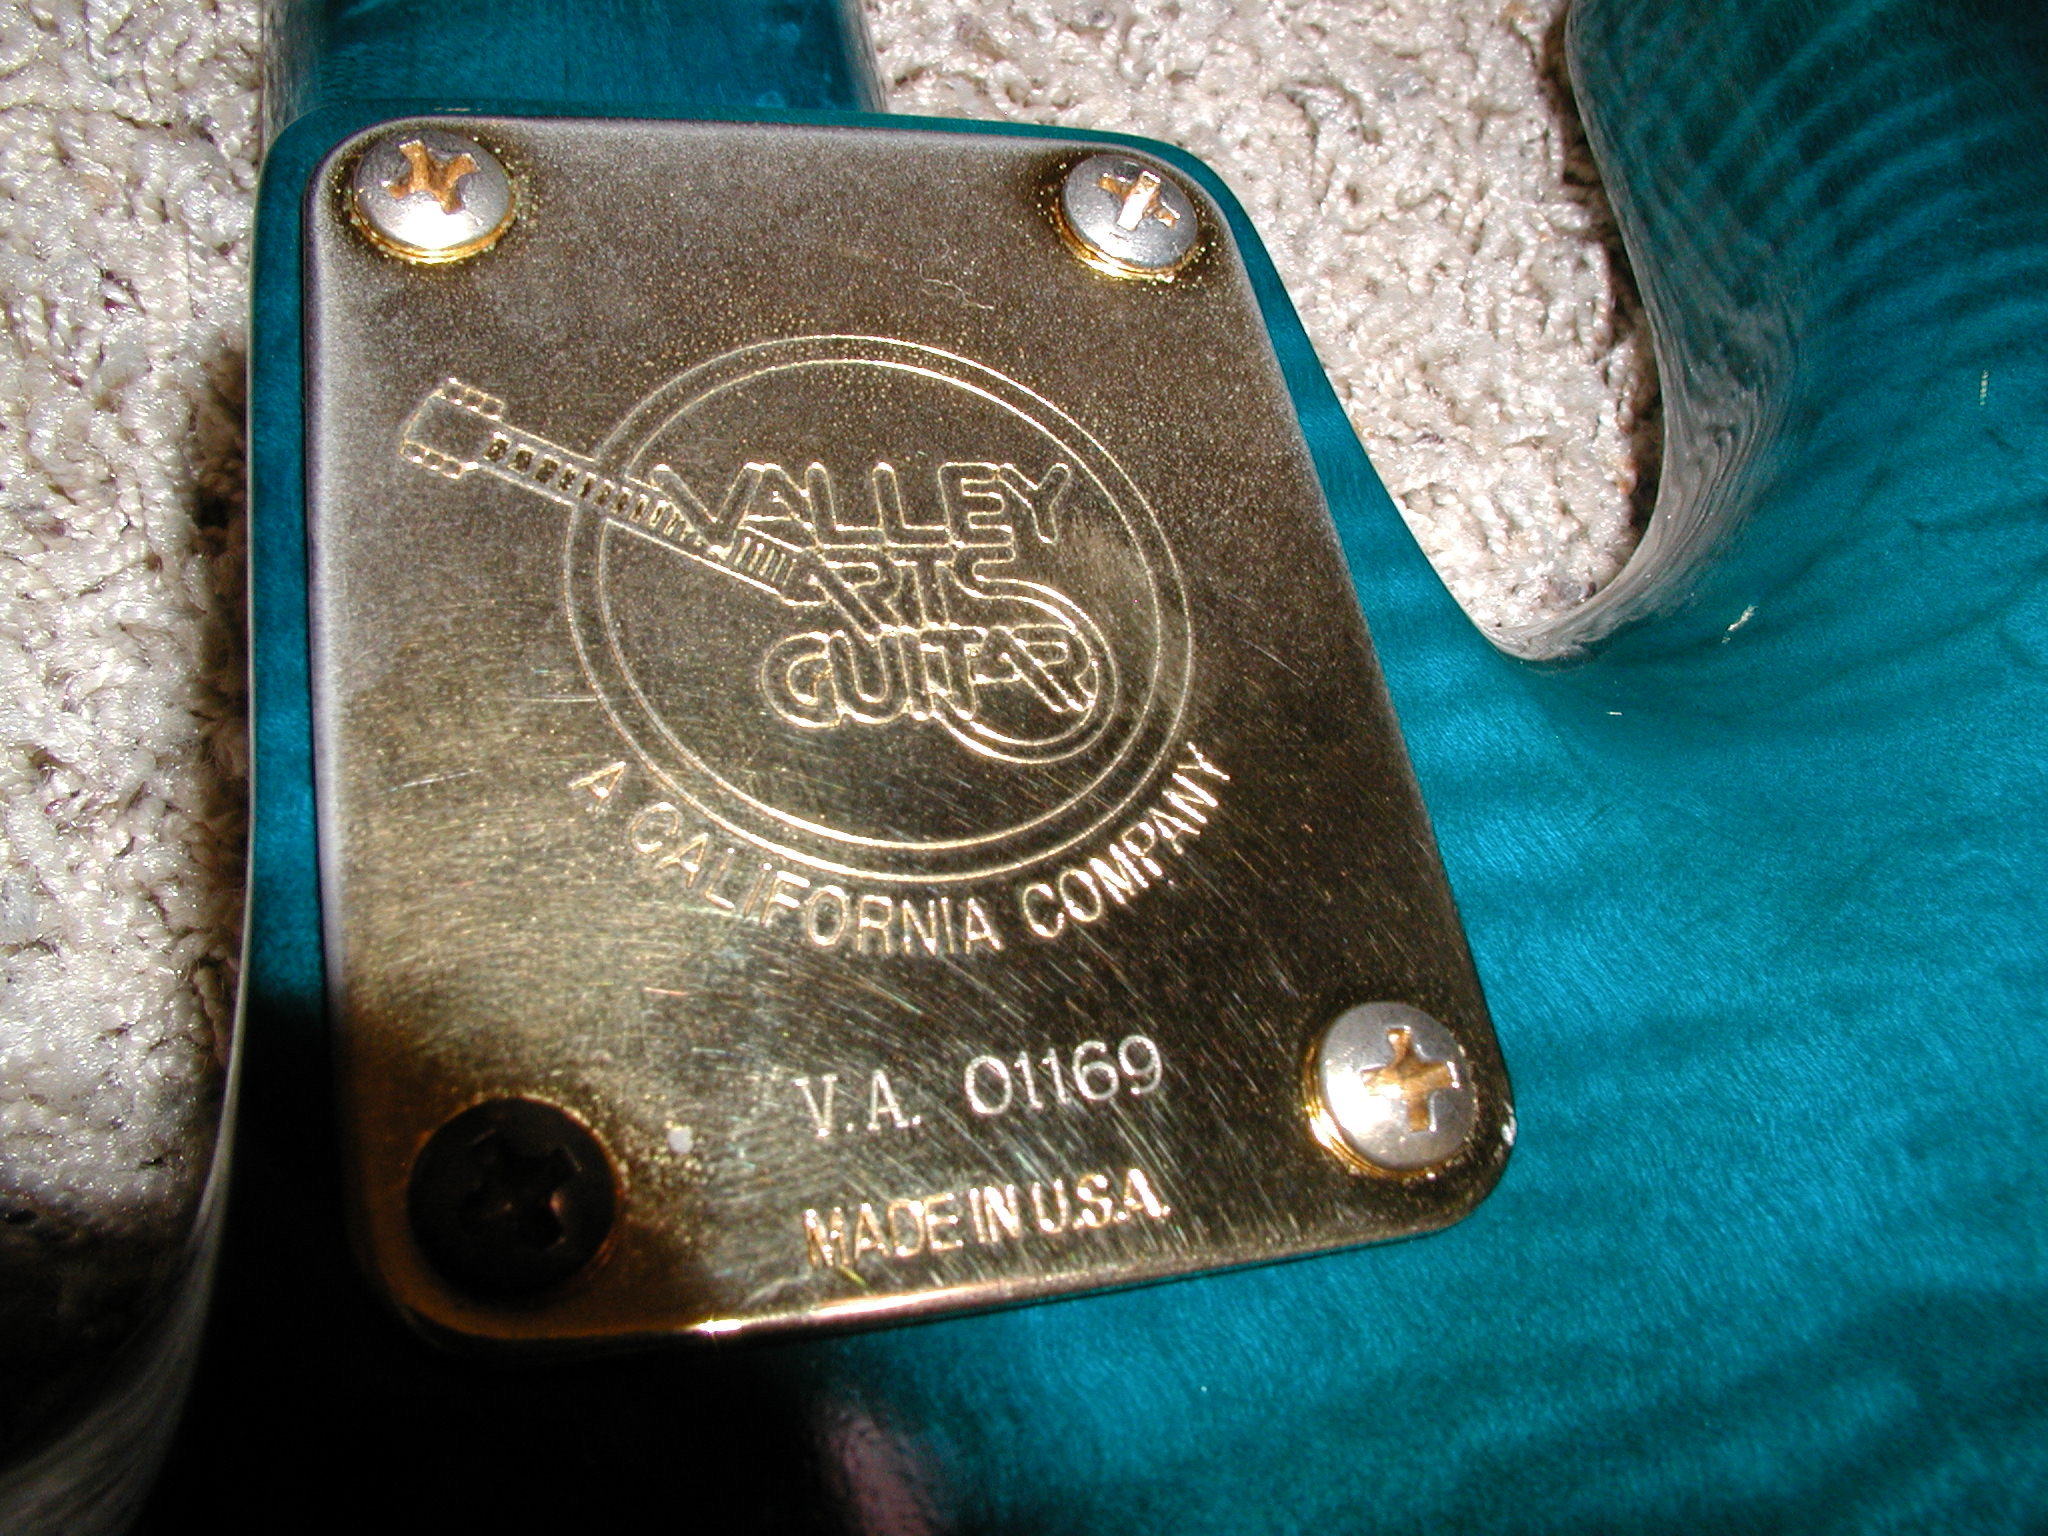 VALLEY
ARTS
GUITAR
A CALIFORNIA COMPANY
V.A. 01169
MADE IN U.S.A.